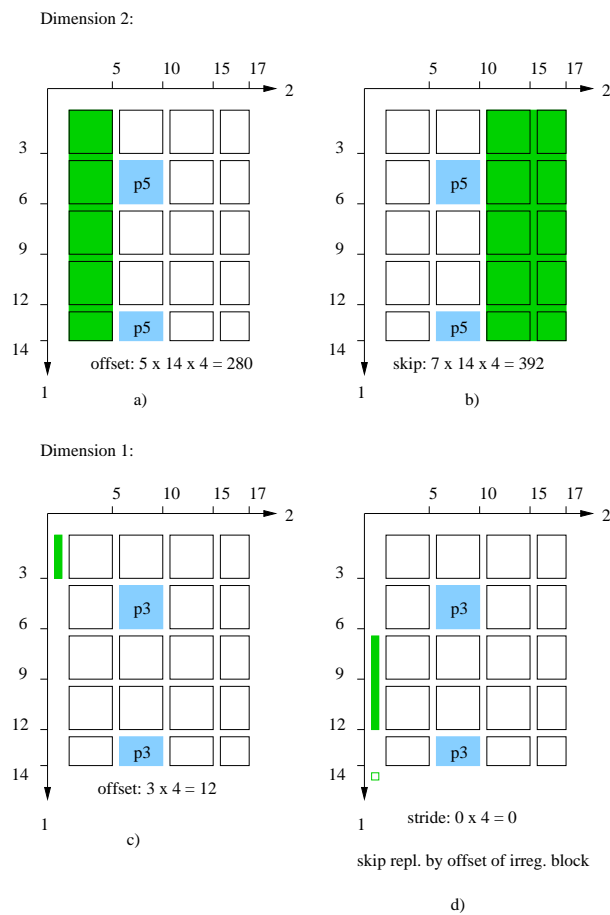 Dimension 2:
5 10 15 17
2
3
6
9
12
14
1
p5
p5
offset: 5 x 14 x 4 = 280
a)
5 10 15 17
2
3
6
9
12
14
1
p5
p5
skip: 7 x 14 x 4 = 392
b)
Dimension 1:
5 10 15 17
2
3
6
9
12
14
1
p3
p3
offset: 3 x 4 = 12
c)
5 10 15 17
2
3
6
9
12
14
1
p3
p3
stride: 0 x 4 = 0
skip repl. by offset of irreg. block
d)